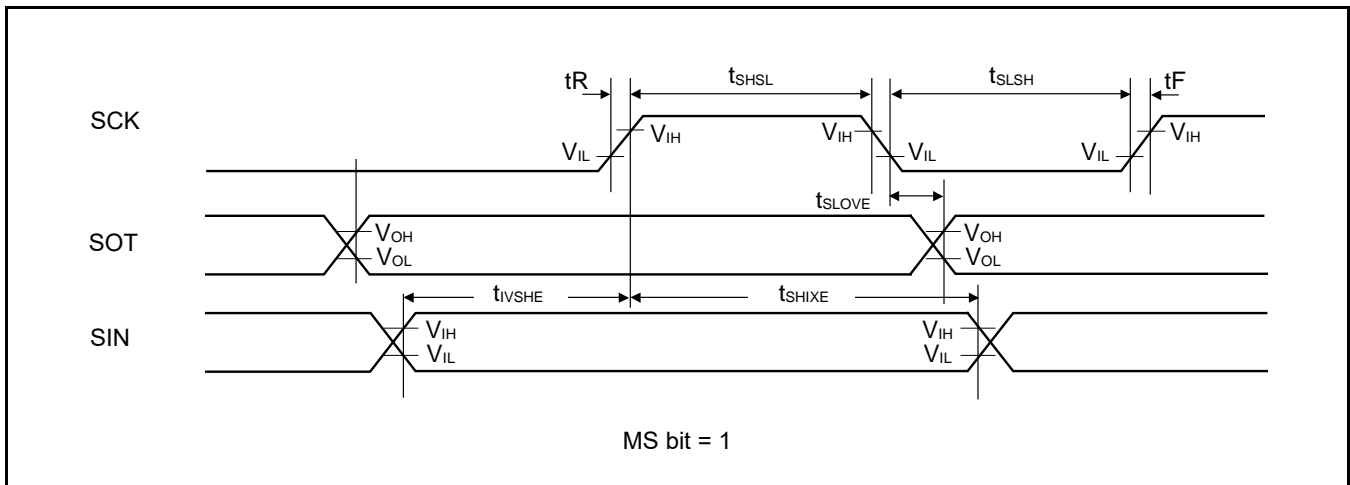 tR tSHSL tSLSH tF
SCK
VIH VIH VIH
VIL VIL VIL
tSLOVE
SOT
VOH VOH
VOL VOL
tIVSHE tSHIXE
SIN
VIH VIH
VIL VIL
MS bit = 1